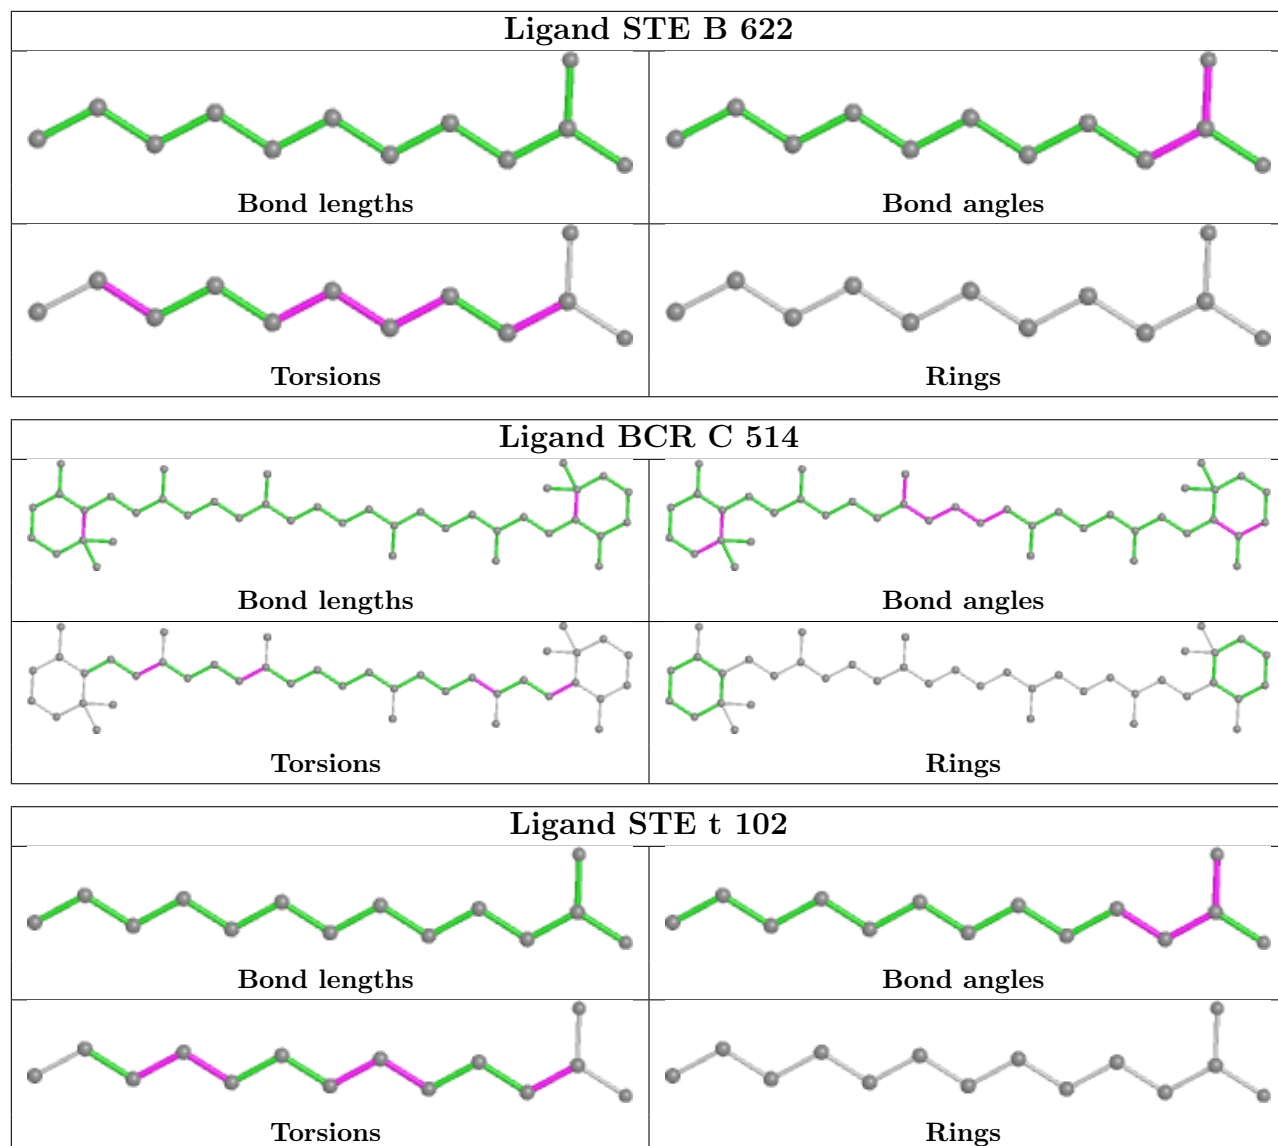 Ligand STE B 622
Bond lengths Bond angles
Torsions Rings
Ligand BCR C 514
Bond lengths Bond angles
Torsions Rings
Ligand STE t 102
Bond lengths Bond angles
Torsions Rings